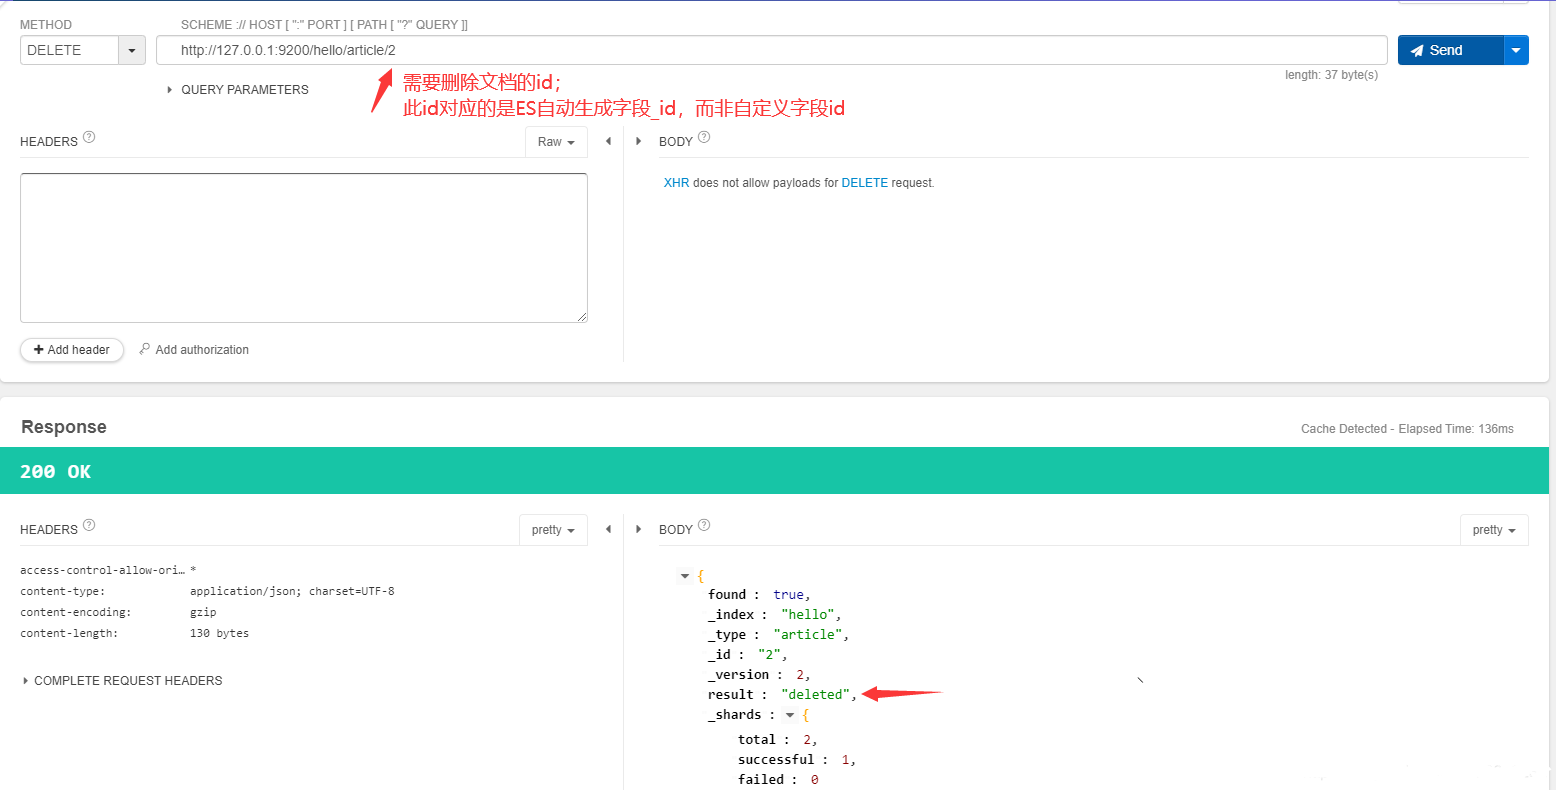 METHOD
SCHEME :// HOST [ ":" PORT ] [ PATH [ "?" QUERY ]]
DELETE
http://127.0.0.1:9200/hello/article/2
Send
length: 37 byte(s)
QUERY PARAMETERS
需要删除文档的id；
此id对应的是ES自动生成字段_id，而非自定义字段id
HEADERS ?
Raw
BODY ?
XHR does not allow payloads for DELETE request.
+ Add header
Add authorization
Response
Cache Detected - Elapsed Time: 136ms
200 OK
HEADERS ?
pretty
BODY ?
pretty
access-control-allow-ori… *
content-type: application/json; charset=UTF-8
content-encoding: gzip
content-length: 130 bytes
COMPLETE REQUEST HEADERS
{
found : true,
_index : "hello",
_type : "article",
_id : "2",
_version : 2,
result : "deleted",
_shards : {
total : 2,
successful : 1,
failed : 0